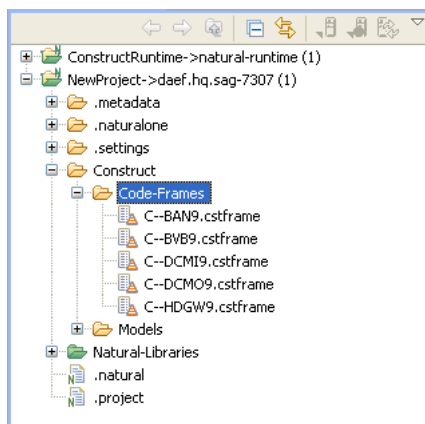 ConstructRuntime->natural-runtime (1)
NewProject->daef.hq.sag-7307 (1)
.metadata
.naturalone
.settings
Construct
Code-Frames
C--BAN9.cstframe
C--BVB9.cstframe
C--DCMI9.cstframe
C--DCMO9.cstframe
C--HDGW9.cstframe
Models
Natural-Libraries
.natural
.project